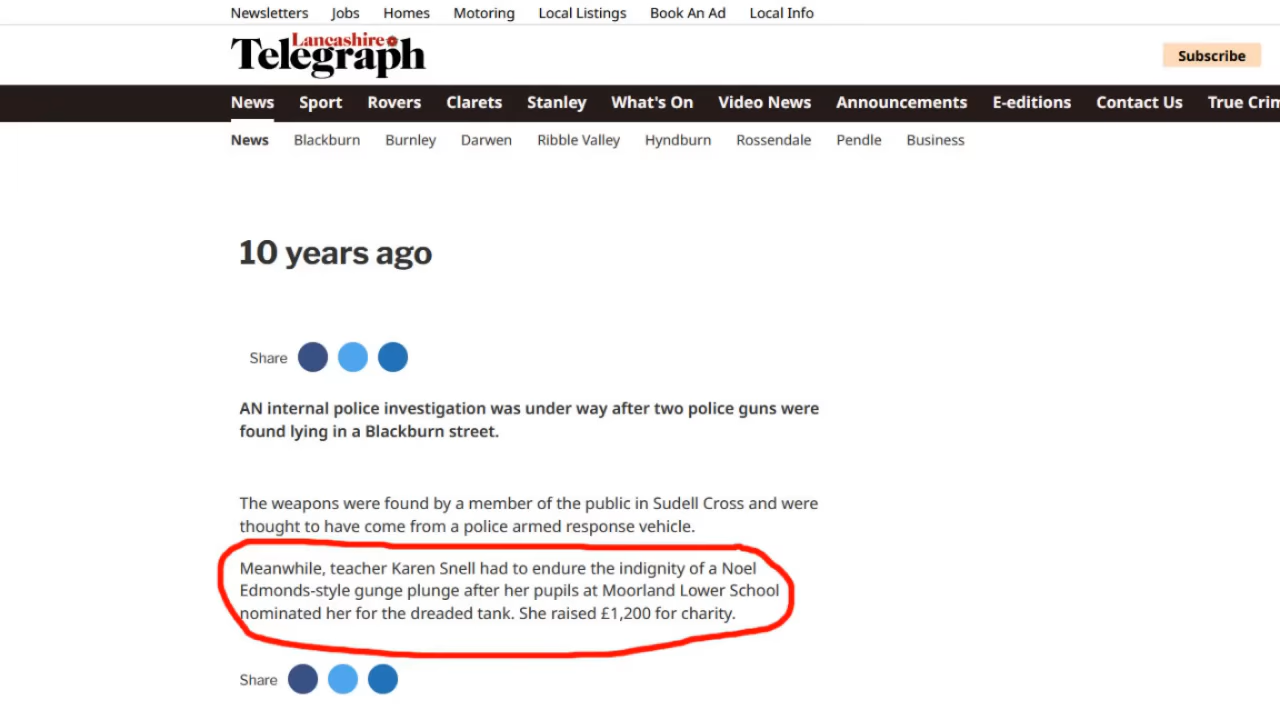 Newsletters Jobs Homes Motoring Local Listings Book An Ad Local Info
Lancashire
Telegraph
Subscribe
News Sport Rovers Clarets Stanley What's On Video News Announcements E-editions Contact Us True Crim
News Blackburn Burnley Darwen Ribble Valley Hyndburn Rossendale Pendle Business
10 years ago
Share
AN internal police investigation was under way after two police guns were
found lying in a Blackburn street.
The weapons were found by a member of the public in Sudell Cross and were
thought to have come from a police armed response vehicle.
Meanwhile, teacher Karen Snell had to endure the indignity of a Noel
Edmonds-style gunge plunge after her pupils at Moorland Lower School
nominated her for the dreaded tank. She raised £1,200 for charity.
Share